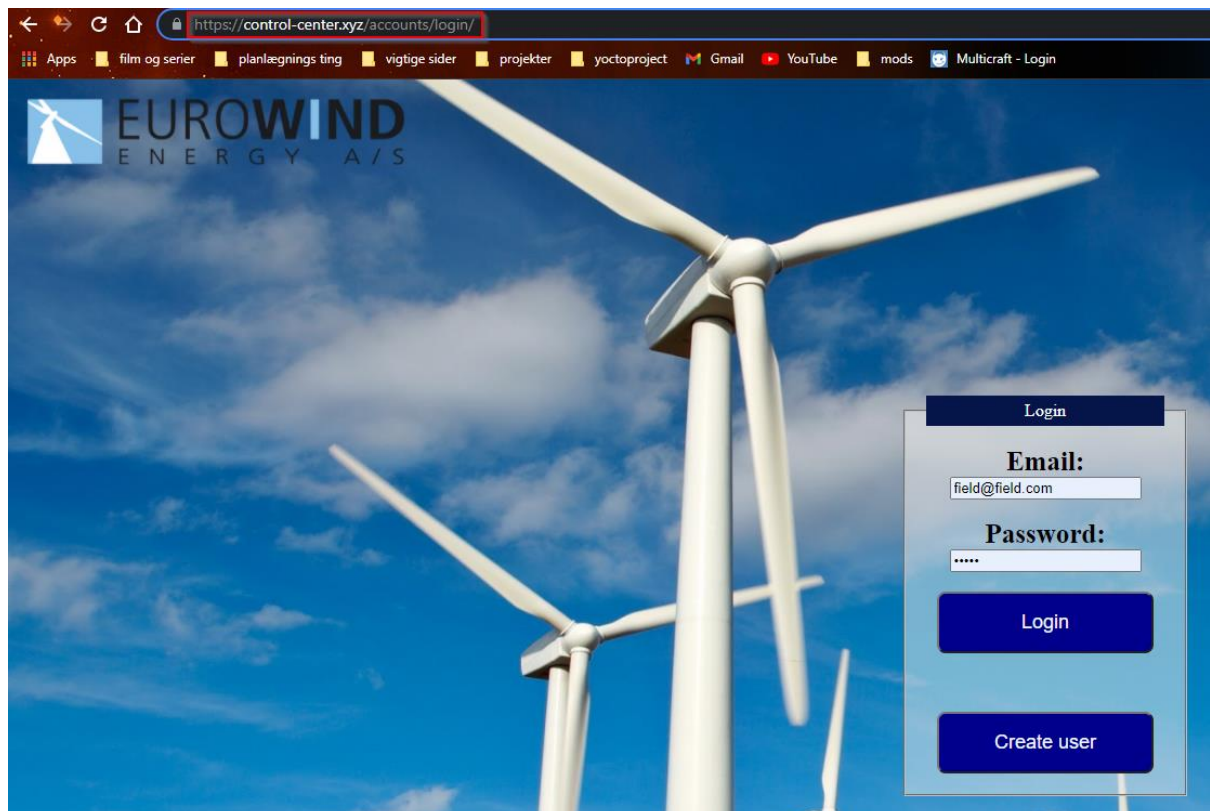 https://control-center.xyz/accounts/login/
Apps film og serier planlægnings ting vigtige sider projekter yoctoproject Gmail YouTube mods Multicraft - Login
EUROWIND
ENERGY A/S
Login
Email:
field@field.com
Password:
•••••
Login
Create user